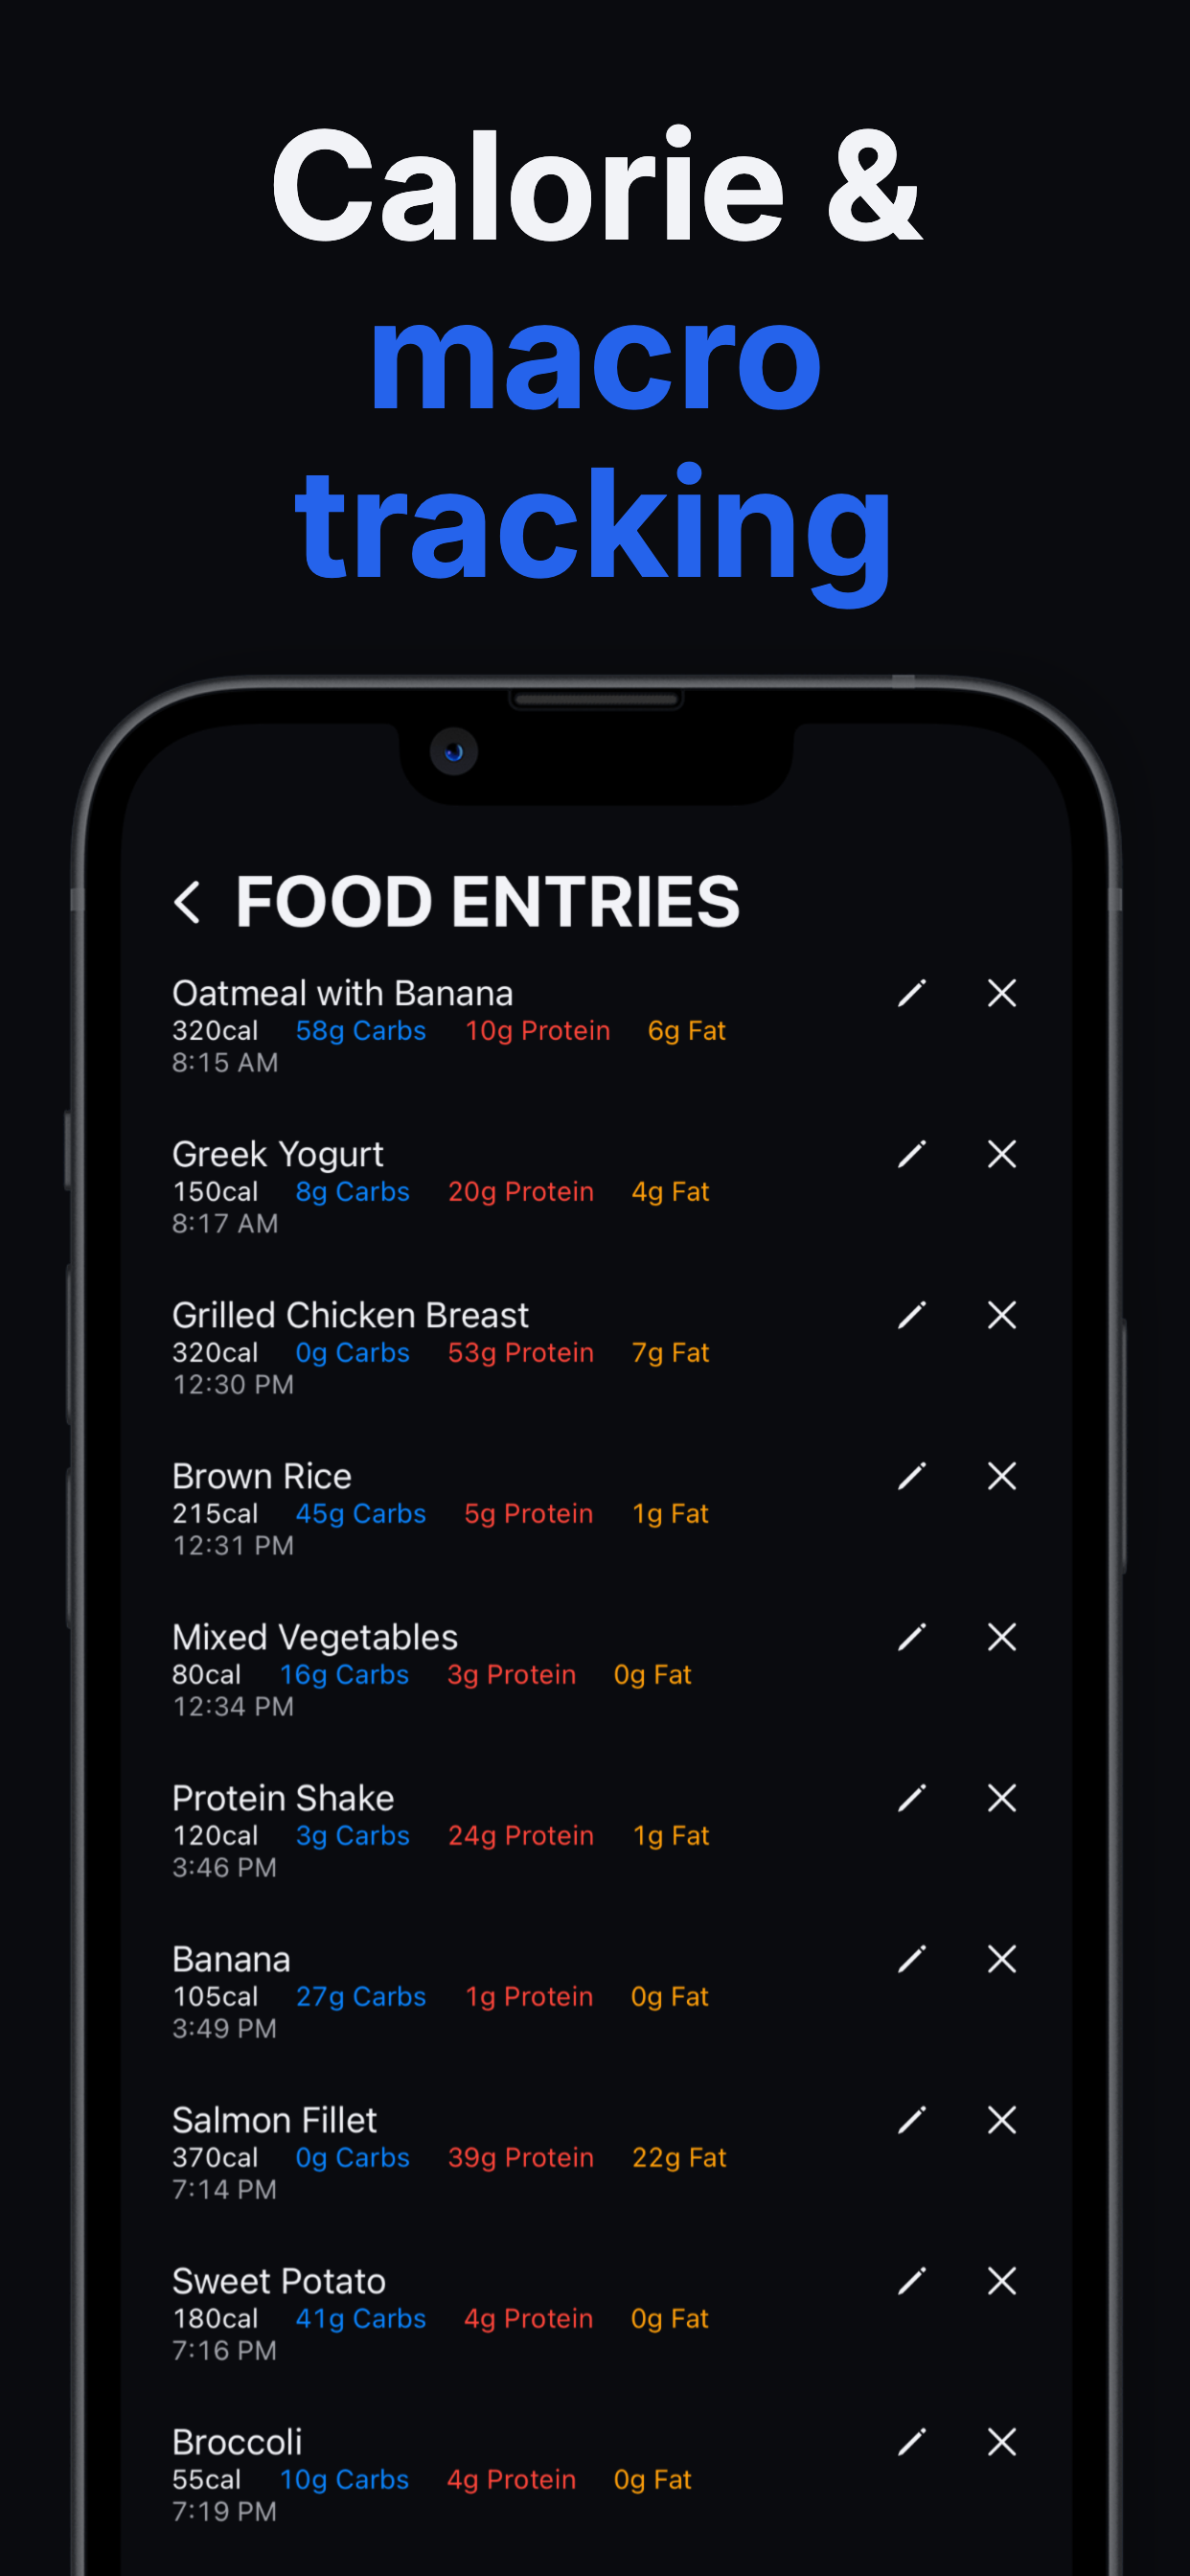 Calorie &
macro
tracking
FOOD ENTRIES
Oatmeal with Banana
320cal 58g Carbs 10g Protein 6g Fat
8:15 AM
Greek Yogurt
150cal 8g Carbs 20g Protein 4g Fat
8:17 AM
Grilled Chicken Breast
320cal 0g Carbs 53g Protein 7g Fat
12:30 PM
Brown Rice
215cal 45g Carbs 5g Protein 1g Fat
12:31 PM
Mixed Vegetables
80cal 16g Carbs 3g Protein 0g Fat
12:34 PM
Protein Shake
120cal 3g Carbs 24g Protein 1g Fat
3:46 PM
Banana
105cal 27g Carbs 1g Protein 0g Fat
3:49 PM
Salmon Fillet
370cal 0g Carbs 39g Protein 22g Fat
7:14 PM
Sweet Potato
180cal 41g Carbs 4g Protein 0g Fat
7:16 PM
Broccoli
55cal 10g Carbs 4g Protein 0g Fat
7:19 PM